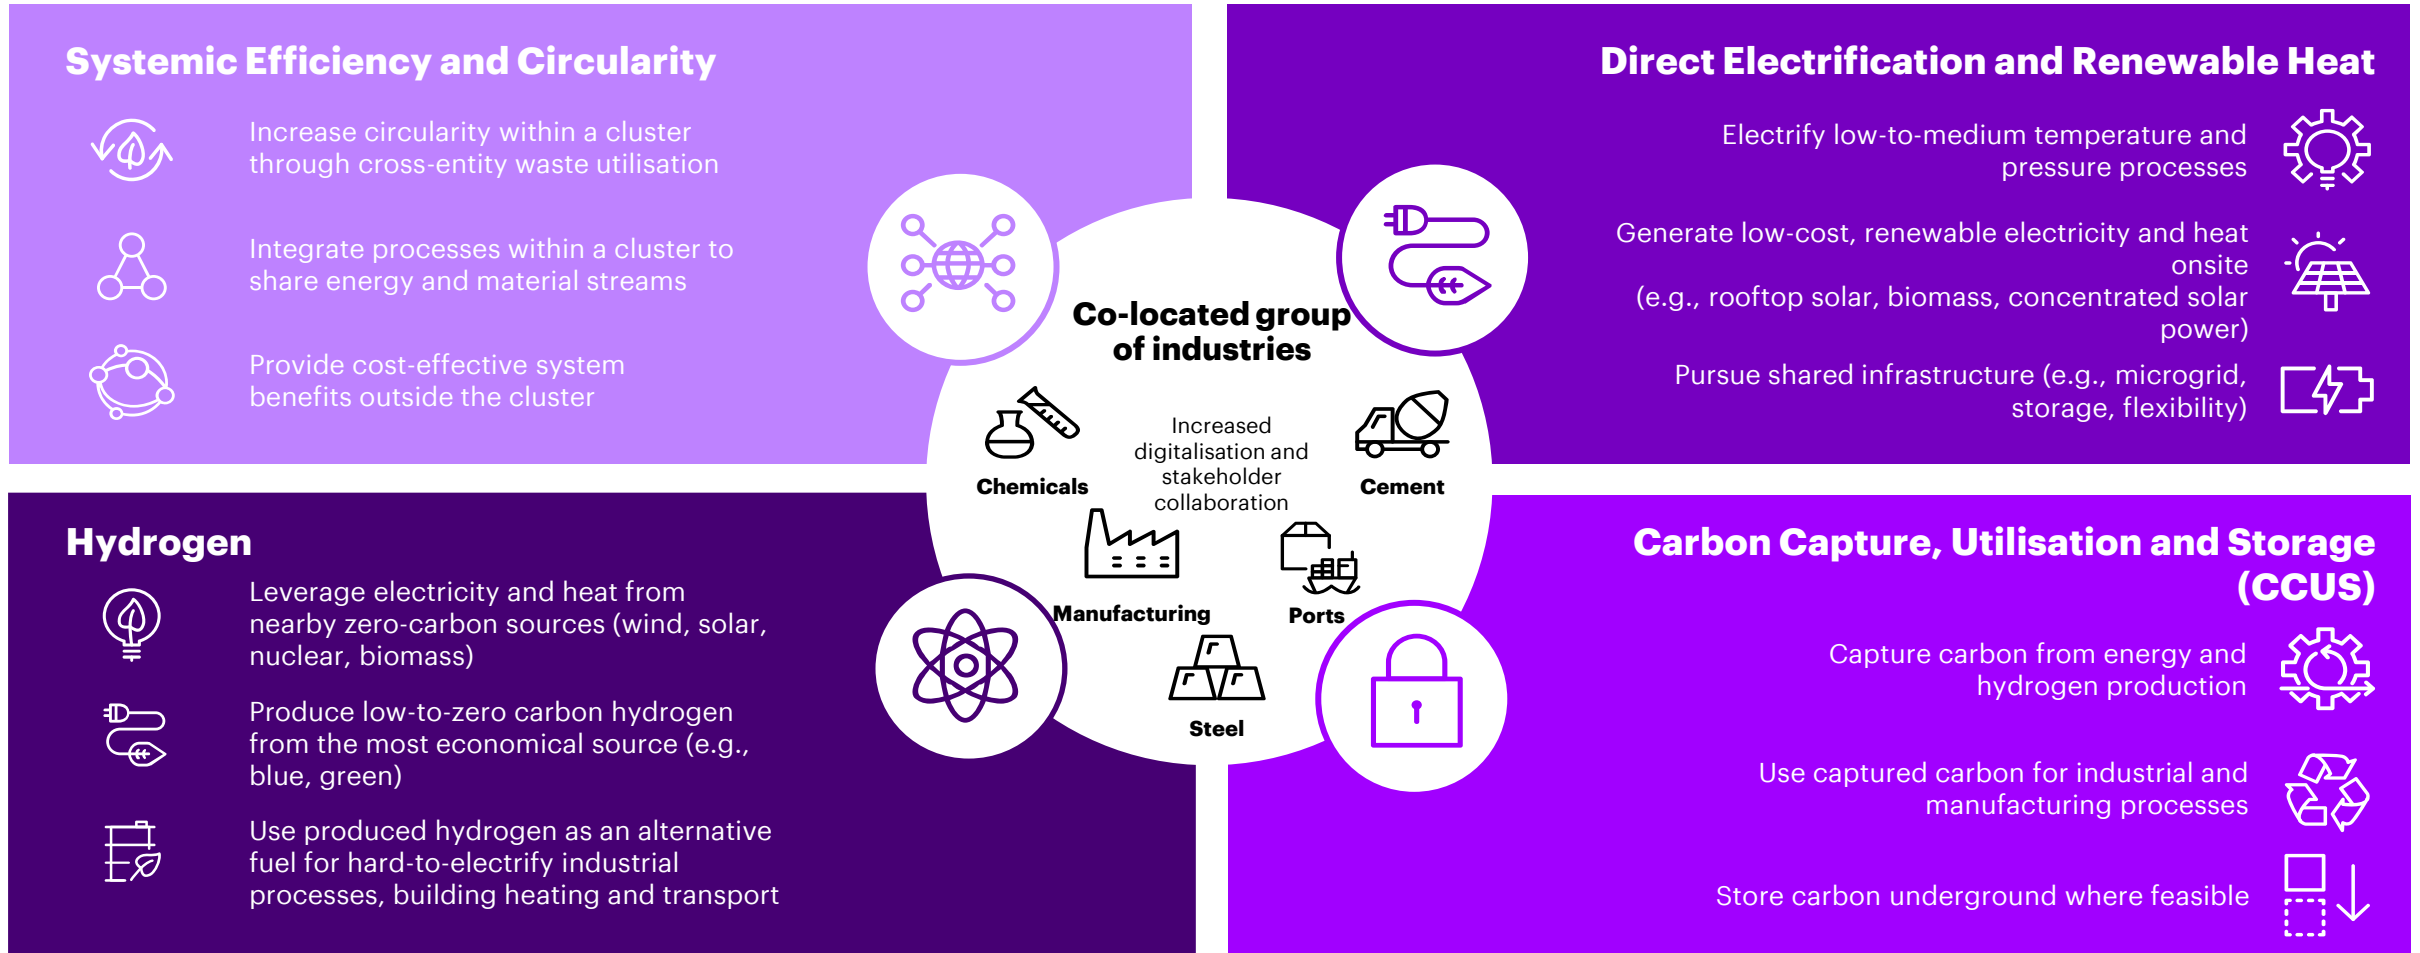 Systemic Efficiency and Circularity
Increase circularity within a cluster
through cross-entity waste utilisation
Integrate processes within a cluster to
share energy and material streams
Provide cost-effective system
benefits outside the cluster
Direct Electrification and Renewable Heat
Electrify low-to-medium temperature and
pressure processes
Generate low-cost, renewable electricity and heat
onsite
(e.g., rooftop solar, biomass, concentrated solar
power)
Pursue shared infrastructure (e.g., microgrid,
storage, flexibility)
Co-located group
of industries
Increased
digitalisation and
stakeholder
collaboration
Chemicals
Cement
Manufacturing
Ports
Steel
Hydrogen
Leverage electricity and heat from
nearby zero-carbon sources (wind, solar,
nuclear, biomass)
Produce low-to-zero carbon hydrogen
from the most economical source (e.g.,
blue, green)
Use produced hydrogen as an alternative
fuel for hard-to-electrify industrial
processes, building heating and transport
Carbon Capture, Utilisation and Storage
(CCUS)
Capture carbon from energy and
hydrogen production
Use captured carbon for industrial and
manufacturing processes
Store carbon underground where feasible